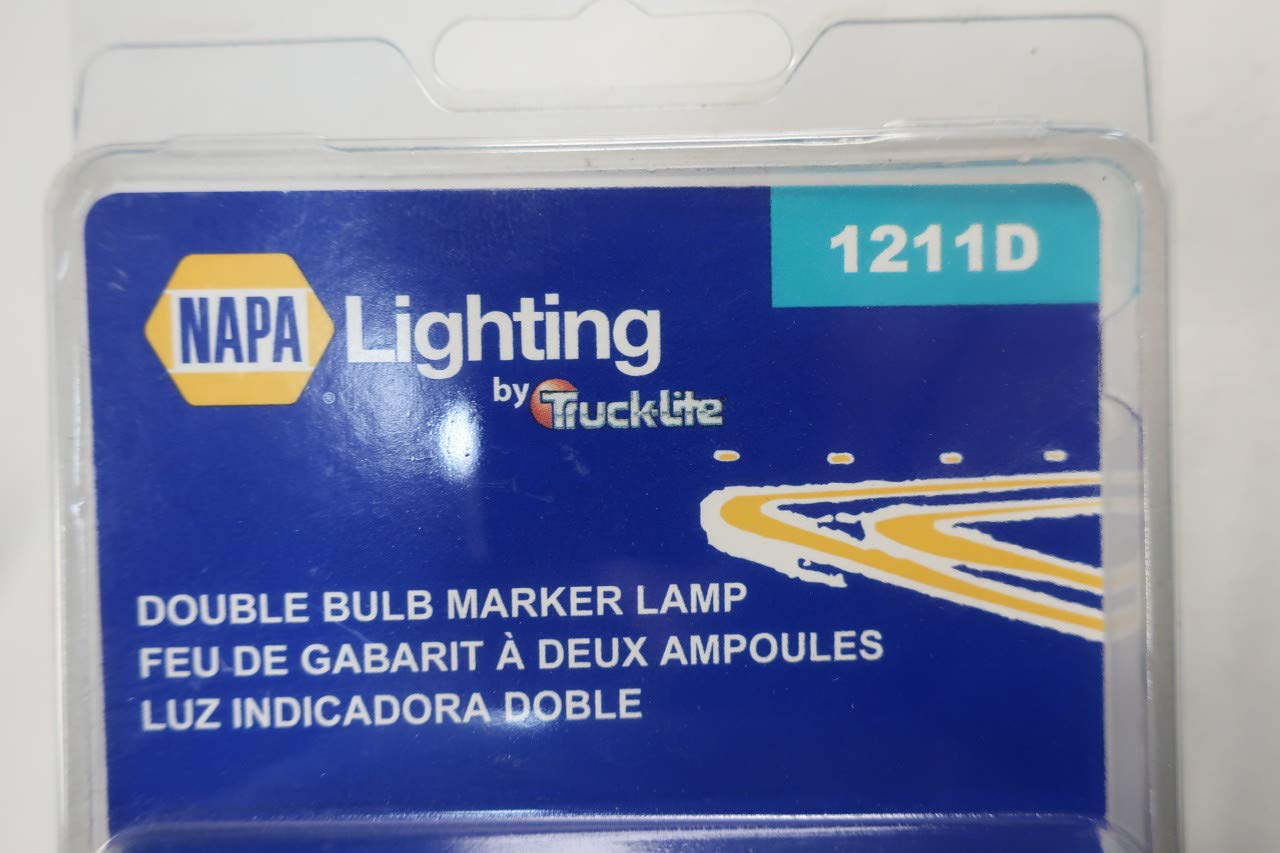 1211D
NAPA Lighting
®
by Truck-Lite
DOUBLE BULB MARKER LAMP
FEU DE GABARIT À DEUX AMPOULES
LUZ INDICADORA DOBLE